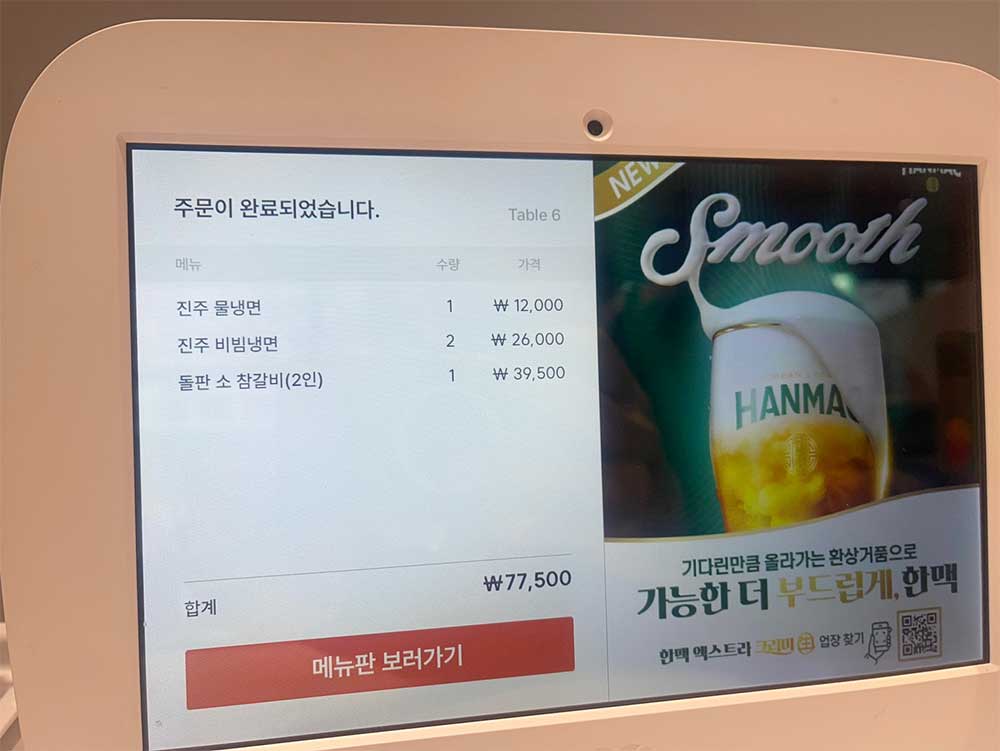 주문이 완료되었습니다.
Table 6
메뉴 수량 가격
진주 물냉면 1 ₩ 12,000
진주 비빔냉면 2 ₩ 26,000
돌판 소 참갈비(2인) 1 ₩ 39,500
합계 ₩77,500
메뉴판 보러가기
NEW
Smooth
HANMAC
기다린만큼 올라가는 환상거품으로
가능한 더 부드럽게, 한맥
한맥 엑스트라 크리미 生 업장 찾기